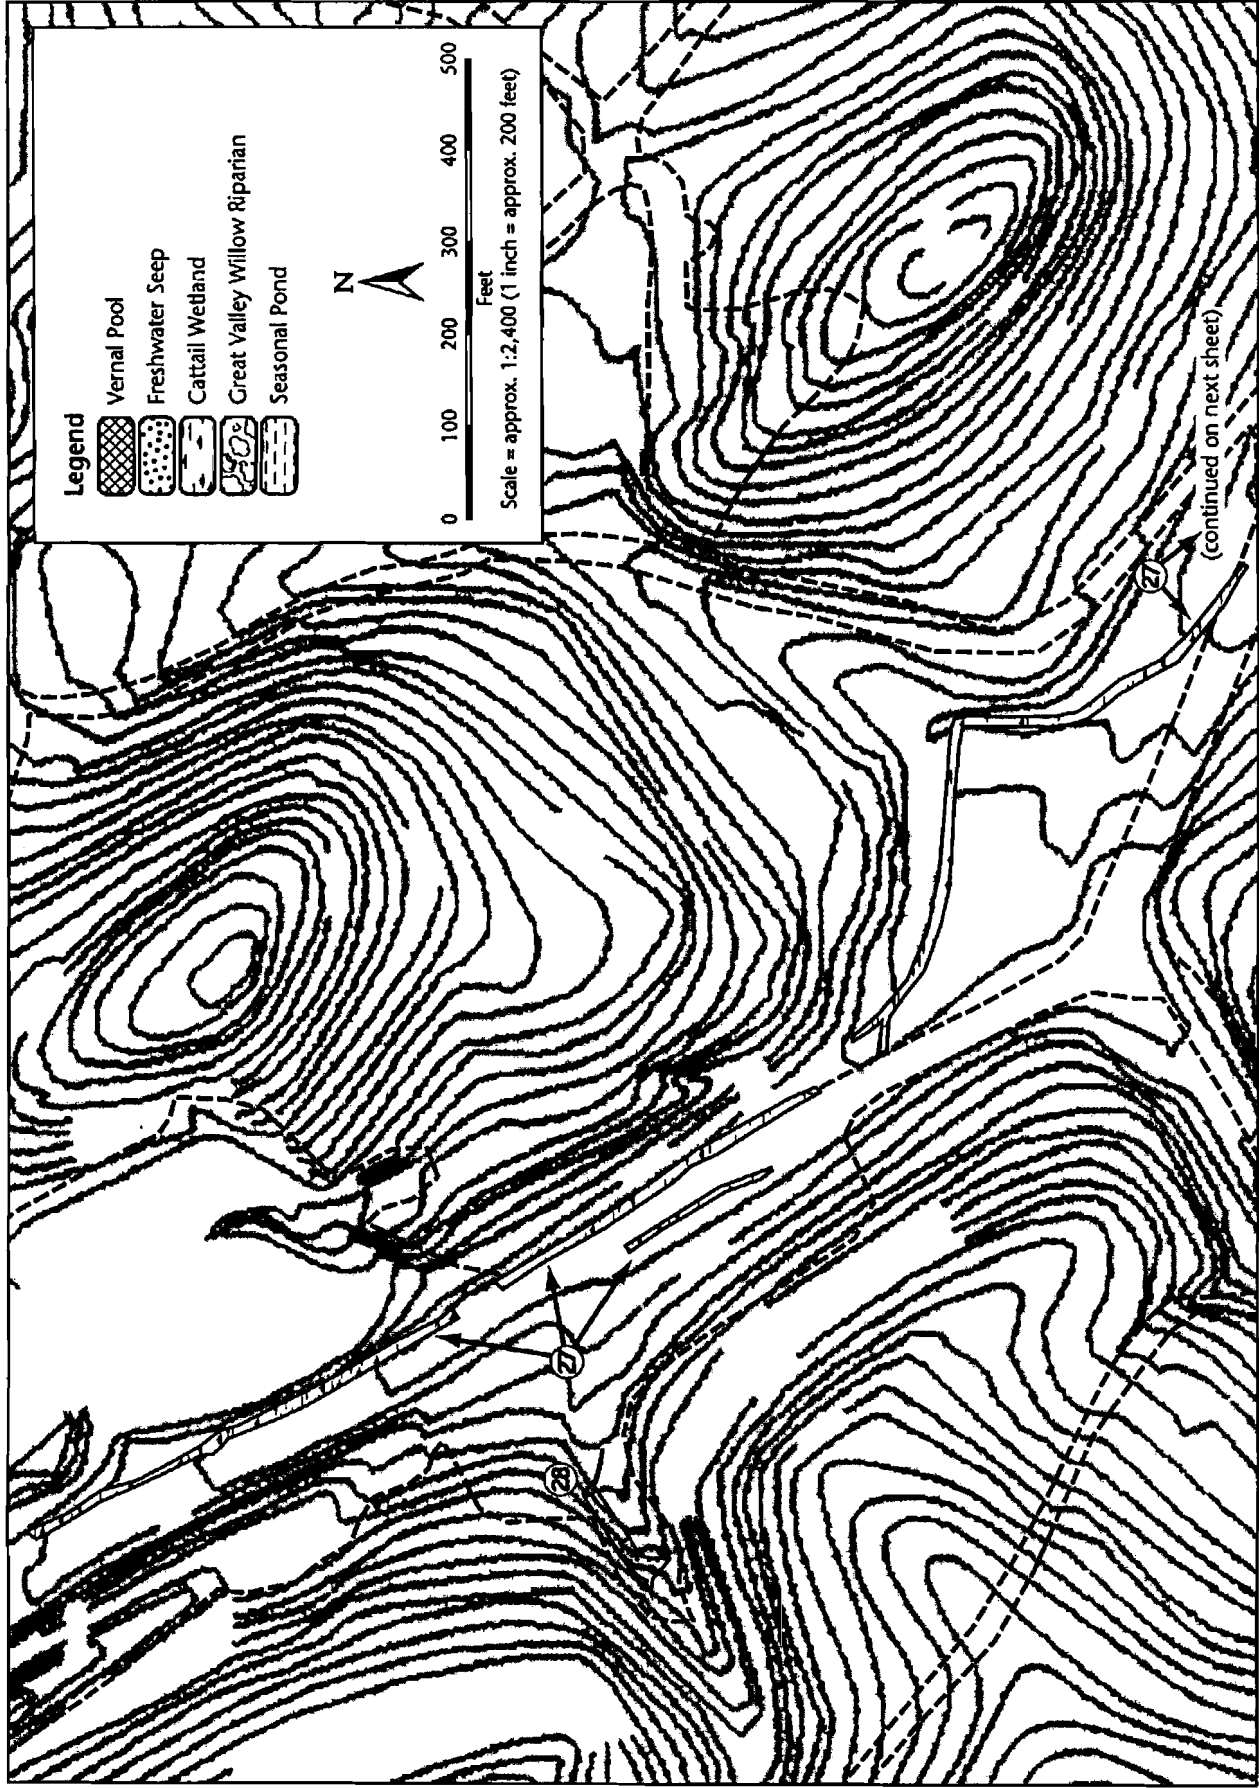 Legend
Vernal Pool
Freshwater Seep
Cattail Wetland
Great Valley Willow Riparian
Seasonal Pond
N
0 100 200 300 400 500
Feet
Scale = approx. 1:2,400 (1 inch = approx. 200 feet)
27
28
27
(continued on next sheet)